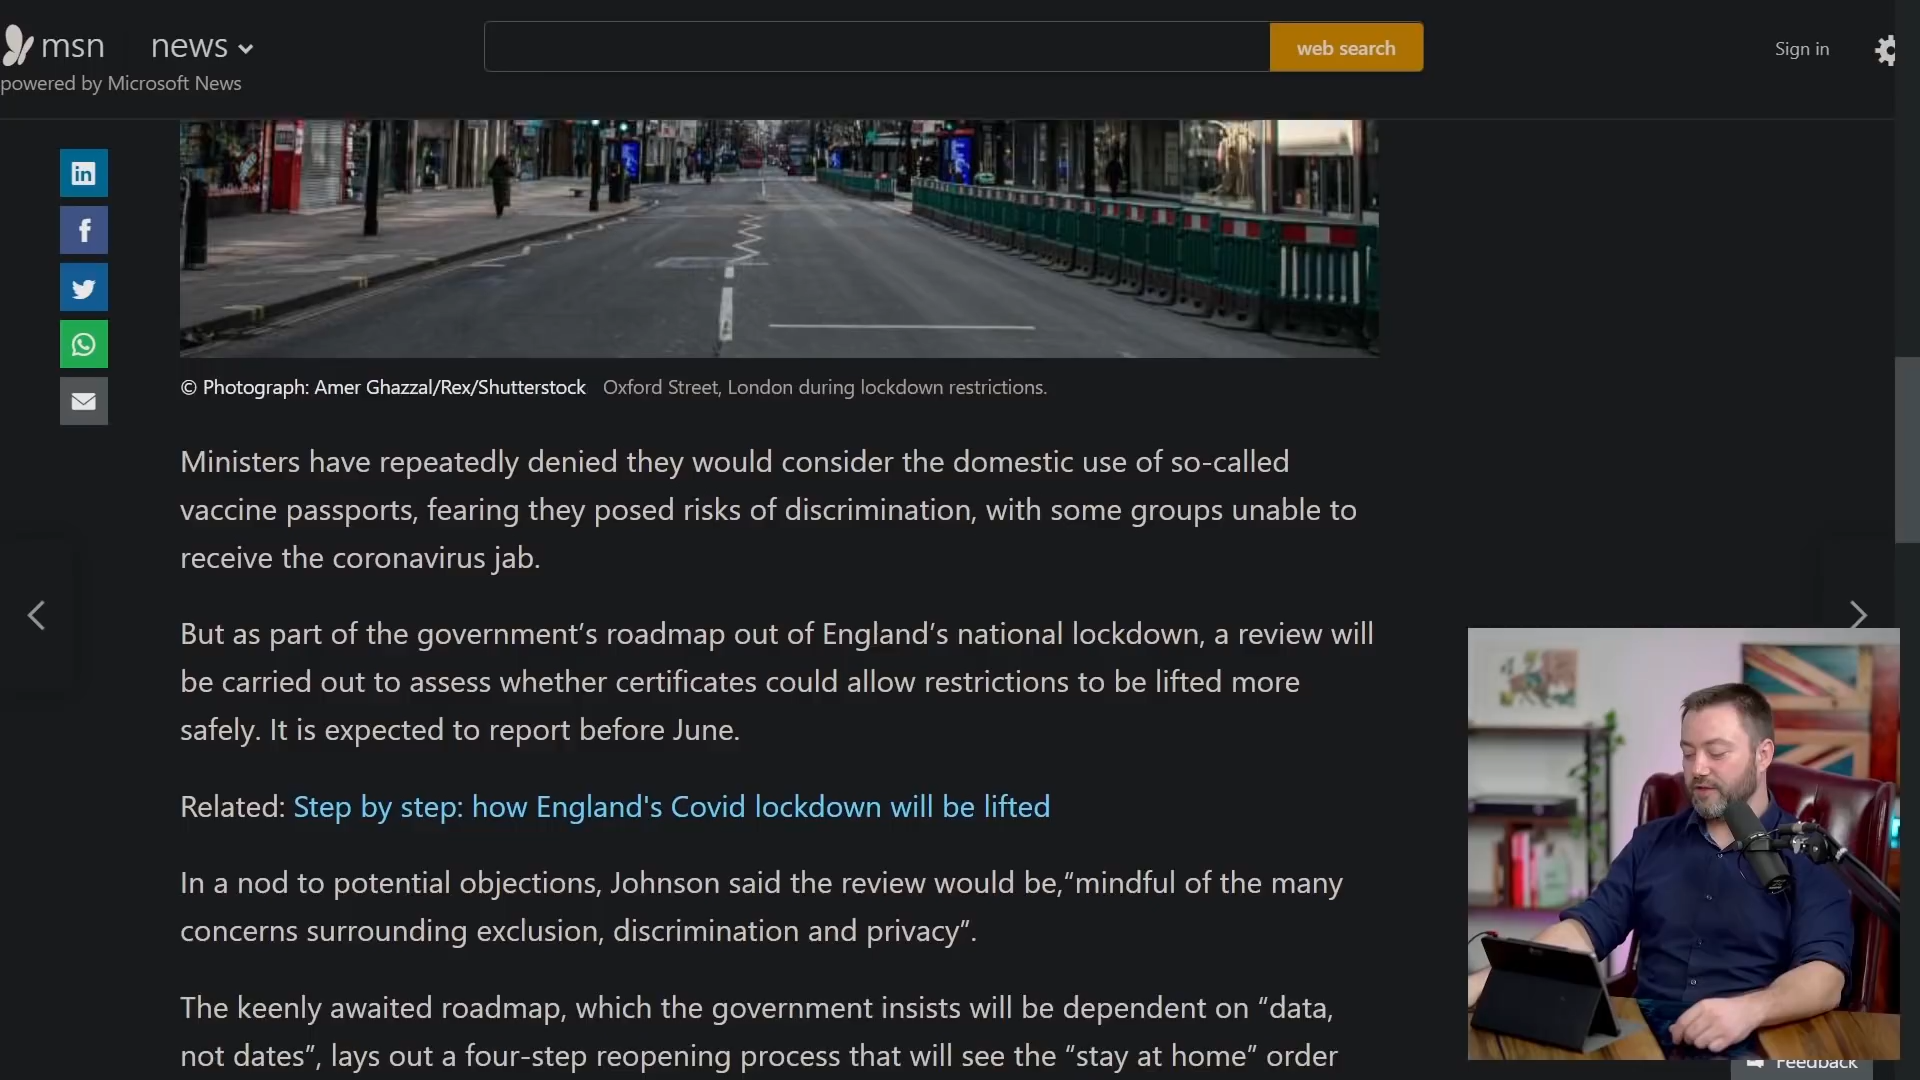 msn news
powered by Microsoft News
web search
Sign in
© Photograph: Amer Ghazzal/Rex/Shutterstock Oxford Street, London during lockdown restrictions.
Ministers have repeatedly denied they would consider the domestic use of so-called
vaccine passports, fearing they posed risks of discrimination, with some groups unable to
receive the coronavirus jab.
But as part of the government’s roadmap out of England’s national lockdown, a review will
be carried out to assess whether certificates could allow restrictions to be lifted more
safely. It is expected to report before June.
Related: Step by step: how England's Covid lockdown will be lifted
In a nod to potential objections, Johnson said the review would be,“mindful of the many
concerns surrounding exclusion, discrimination and privacy”.
The keenly awaited roadmap, which the government insists will be dependent on “data,
not dates”, lays out a four-step reopening process that will see the “stay at home” order
Feedback